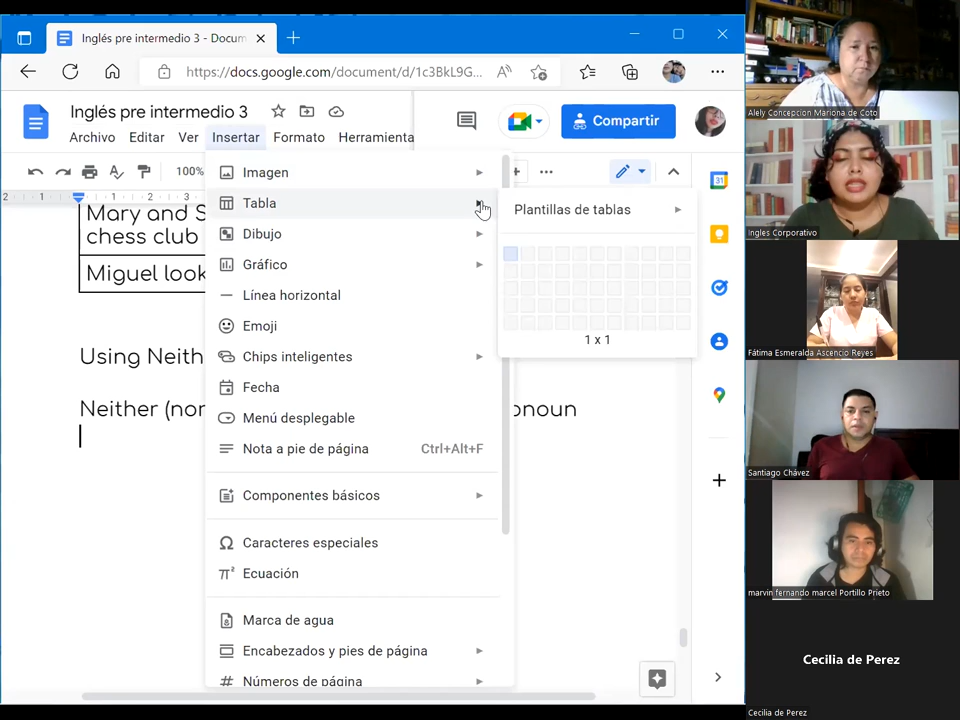 Inglés pre intermedio 3 - Docum
https://docs.google.com/document/d/1c3BkL9G...
Inglés pre intermedio 3
Archivo Editar Ver Insertar Formato Herramienta
Compartir
100%
2 1 1 2
Mary and S
chess club
Miguel look
Using Neith
Neither (nor
onoun
Imagen
Tabla
Dibujo
Gráfico
Línea horizontal
Emoji
Chips inteligentes
Fecha
Menú desplegable
Nota a pie de página Ctrl+Alt+F
Componentes básicos
Caracteres especiales
Ecuación
Marca de agua
Encabezados y pies de página
Números de página
Plantillas de tablas
1 x 1
31
Alely Concepcion Mariona de Coto
Ingles Corporativo
Fátima Esmeralda Ascencio Reyes
Santiago Chávez
marvin fernando marcel Portillo Prieto
Cecilia de Perez
Cecilia de Perez